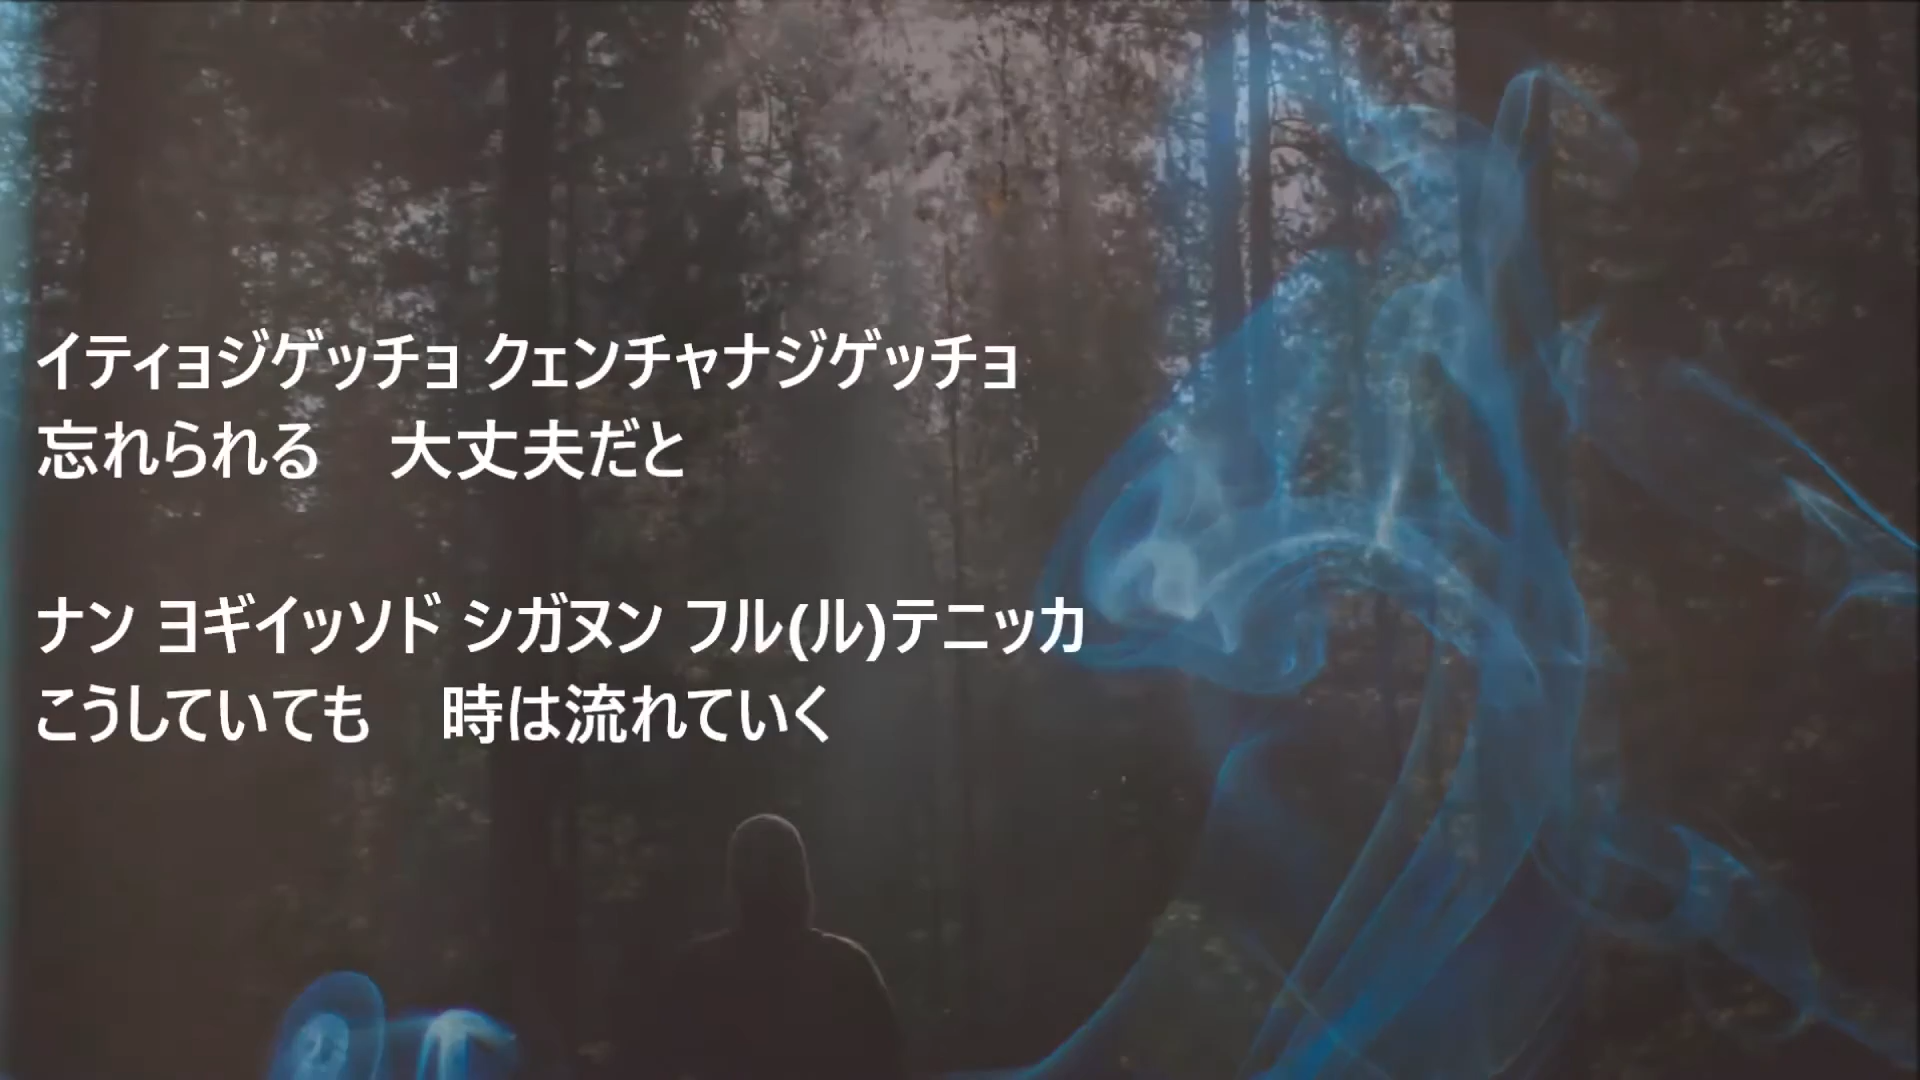 イティョジゲッチョ クェンチャナジゲッチョ
忘れられる　大丈夫だと
ナン ヨギイッソド シガヌン フル(ル)テニッカ
こうしていても　時は流れていく